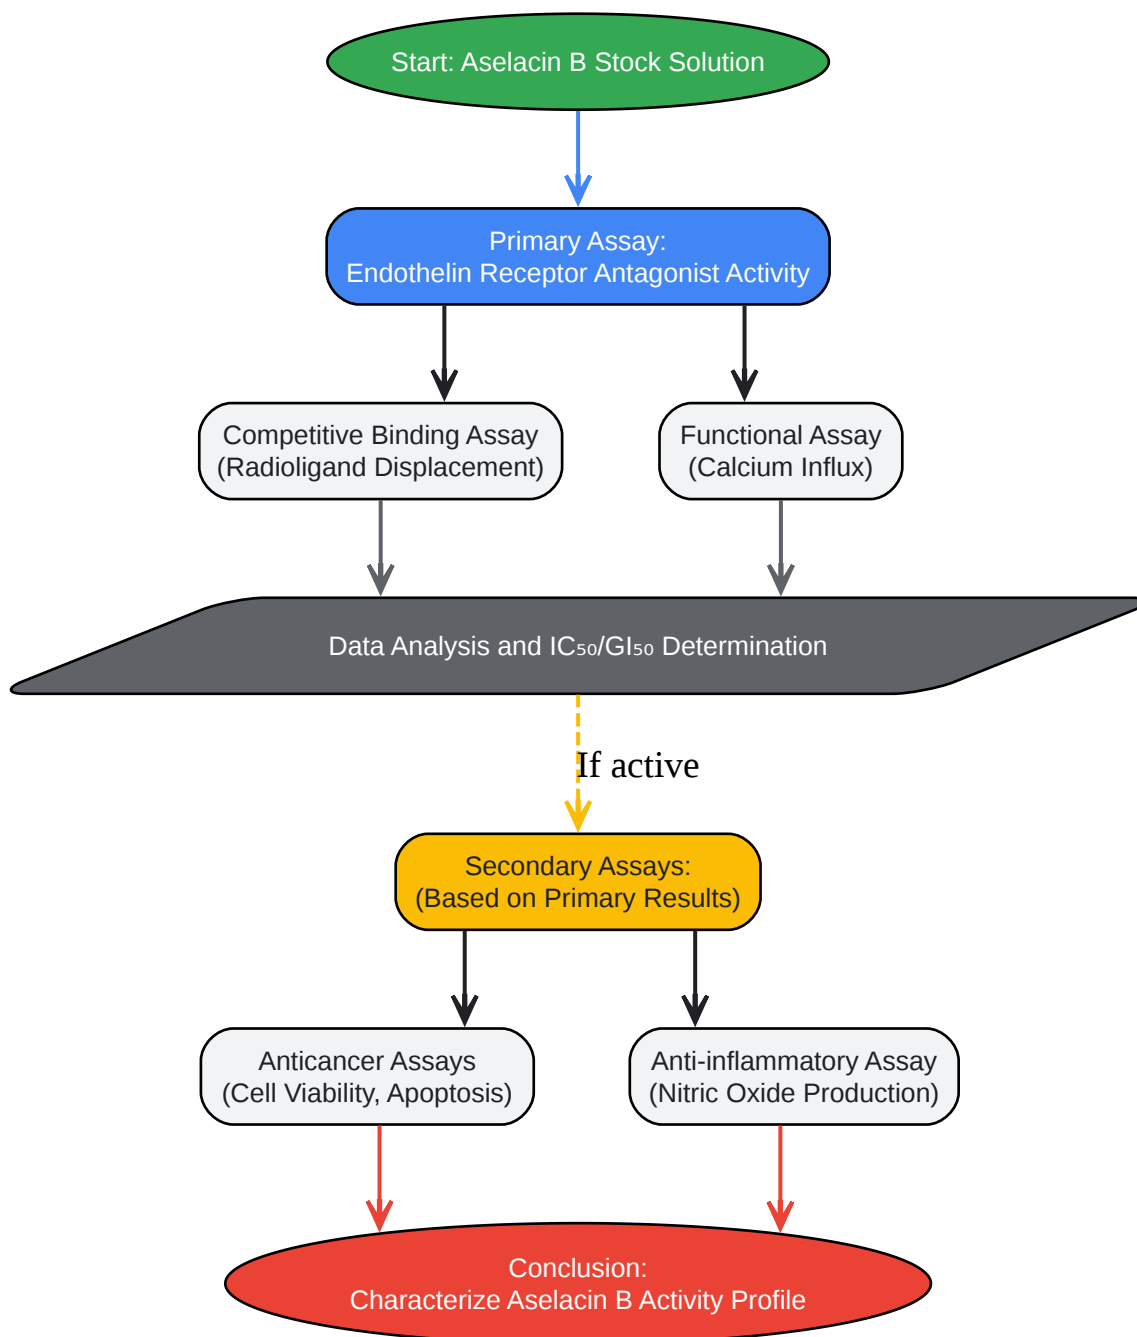 Start: Aselacin B Stock Solution
Primary Assay:
Endothelin Receptor Antagonist Activity
Competitive Binding Assay
(Radioligand Displacement)
Functional Assay
(Calcium Influx)
Data Analysis and IC₅₀/GI₅₀ Determination
If active
Secondary Assays:
(Based on Primary Results)
Anticancer Assays
(Cell Viability, Apoptosis)
Anti-inflammatory Assay
(Nitric Oxide Production)
Conclusion:
Characterize Aselacin B Activity Profile